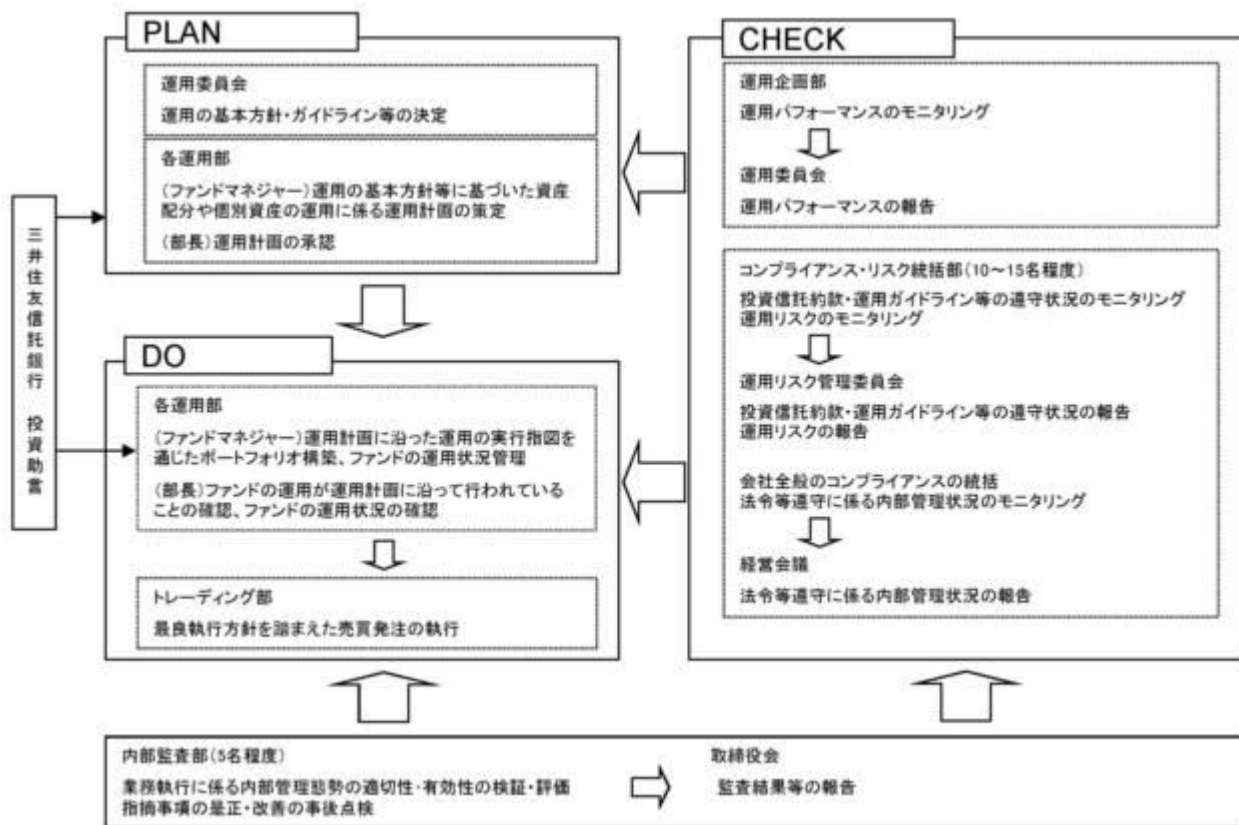 PLAN
運用委員会
運用の基本方針・ガイドライン等の決定
各運用部
(ファンドマネジャー)運用の基本方針等に基づいた資産
配分や個別資産の運用に係る運用計画の策定
(部長)運用計画の承認
三井住友信託銀行 投資助言
DO
各運用部
(ファンドマネジャー)運用計画に沿った運用の実行指図を
通じたポートフォリオ構築、ファンドの運用状況管理
(部長)ファンドの運用が運用計画に沿って行われている
ことの確認、ファンドの運用状況の確認
トレーディング部
最良執行方針を踏まえた売買発注の執行
CHECK
運用企画部
運用パフォーマンスのモニタリング
運用委員会
運用パフォーマンスの報告
コンプライアンス・リスク統括部(10～15名程度)
投資信託約款・運用ガイドライン等の遵守状況のモニタリング
運用リスクのモニタリング
運用リスク管理委員会
投資信託約款・運用ガイドライン等の遵守状況の報告
運用リスクの報告
会社全般のコンプライアンスの統括
法令等遵守に係る内部管理状況のモニタリング
経営会議
法令等遵守に係る内部管理状況の報告
内部監査部(5名程度)
業務執行に係る内部管理態勢の適切性・有効性の検証・評価
指摘事項の是正・改善の事後点検
取締役会
監査結果等の報告